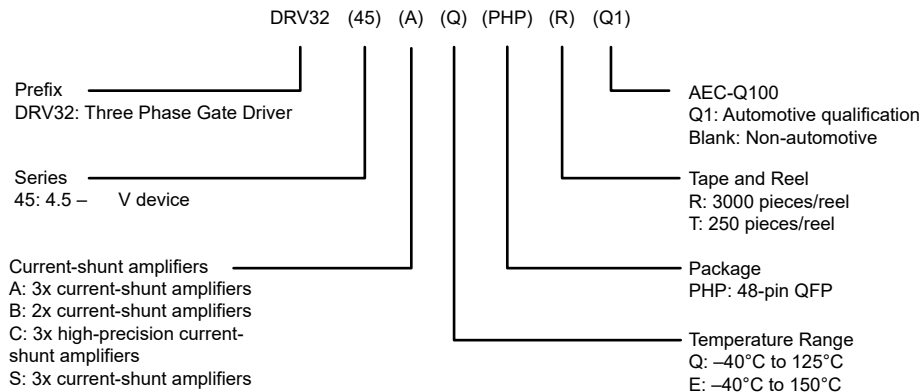 DRV32 (45) (A) (Q) (PHP) (R) (Q1)
Prefix
DRV32: Three Phase Gate Driver
Series
45: 4.5 – V device
Current-shunt amplifiers
A: 3x current-shunt amplifiers
B: 2x current-shunt amplifiers
C: 3x high-precision current-
shunt amplifiers
S: 3x current-shunt amplifiers
AEC-Q100
Q1: Automotive qualification
Blank: Non-automotive
Tape and Reel
R: 3000 pieces/reel
T: 250 pieces/reel
Package
PHP: 48-pin QFP
Temperature Range
Q: –40°C to 125°C
E: –40°C to 150°C